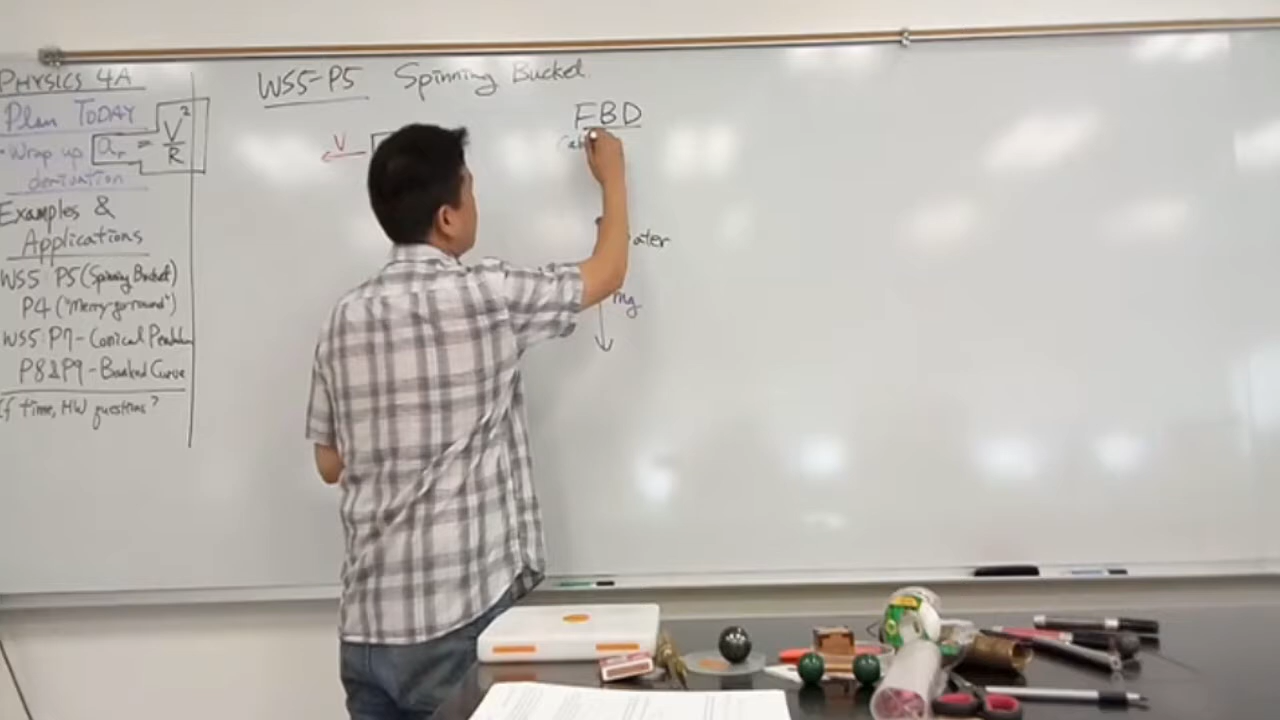 PHYSICS 4A
Plan TODAY
• Wrap up a_r = V²/R
derivation
Examples &
Applications
WS5: P5 (Spinning Bucket)
P4 ("Merry-go-round")
WS5: P7 - Conical Pendulum
P8 & P9 - Banked Curve
If time, HW questions?
WS5-P5 Spinning Bucket
V
FBD
ater
mg